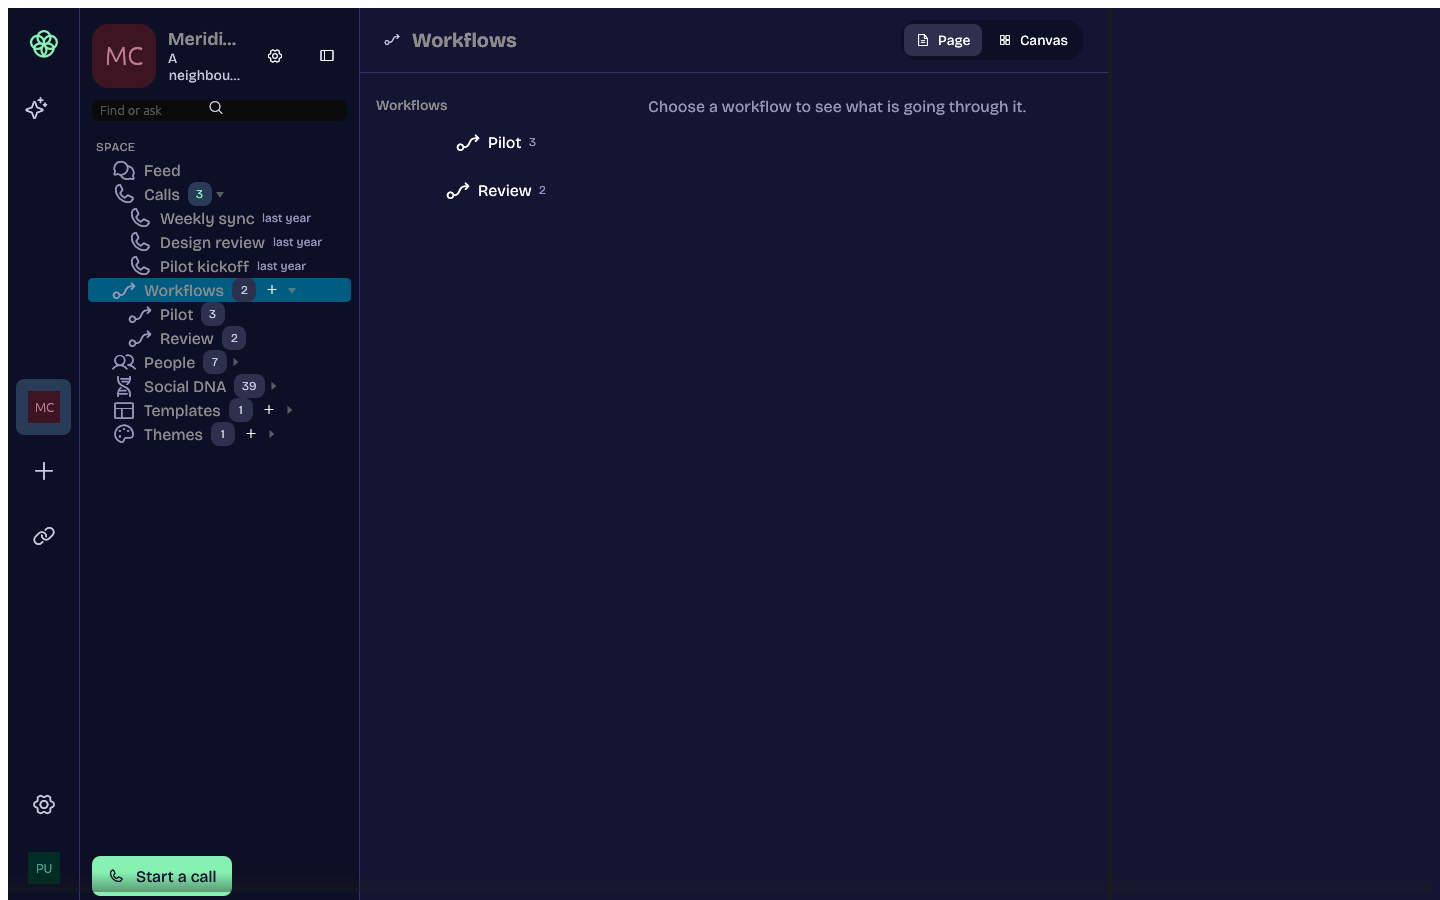 MC
Meridi...
A
neighbou...
Find or ask
SPACE
Feed
Calls 3
Weekly sync last year
Design review last year
Pilot kickoff last year
Workflows 2 +
Pilot 3
Review 2
People 7
Social DNA 39
Templates 1 +
Themes 1 +
Start a call
MC
PU
Workflows
Page
Canvas
Workflows
Pilot 3
Review 2
Choose a workflow to see what is going through it.